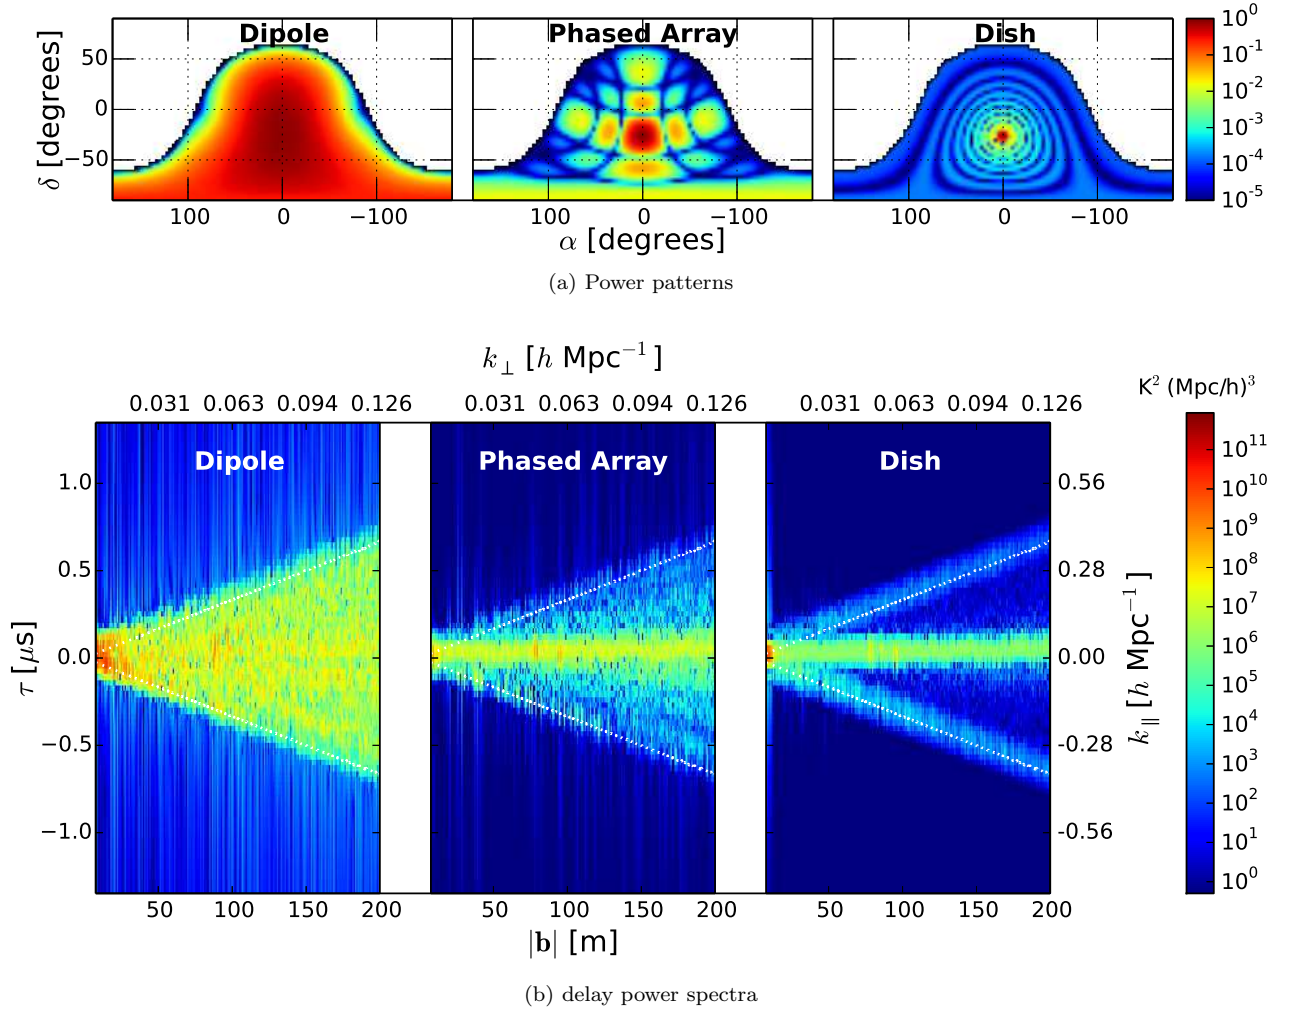 Dipole Phased Array Dish
δ [degrees]
50
0
−50
100 0 −100 100 0 −100 100 0 −100
α [degrees]
10^0
10^-1
10^-2
10^-3
10^-4
10^-5
(a) Power patterns
k⊥ [h Mpc^−1]
0.031 0.063 0.094 0.126 0.031 0.063 0.094 0.126 0.031 0.063 0.094 0.126
Dipole Phased Array Dish
τ [μs]
1.0
0.5
0.0
−0.5
−1.0
0.56
0.28
0.00
-0.28
-0.56
k∥ [h Mpc^−1]
50 100 150 200 50 100 150 200 50 100 150 200
|b| [m]
K^2 (Mpc/h)^3
10^11
10^10
10^9
10^8
10^7
10^6
10^5
10^4
10^3
10^2
10^1
10^0
(b) delay power spectra